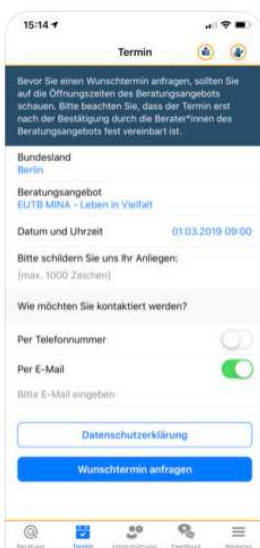 15:14
Termin
Bevor Sie einen Wunschtermin anfragen, sollten Sie
auf die Öffnungszeiten des Beratungsangebots
schauen. Bitte beachten Sie, dass der Termin erst
nach der Bestätigung durch die Berater*innen des
Beratungsangebots fest vereinbart ist.
Bundesland
Berlin
Beratungsangebot
EUTB MINA - Leben in Vielfalt
Datum und Uhrzeit 01.03.2019 09:00
Bitte schildern Sie uns Ihr Anliegen:
[max. 1000 Zeichen]
Wie möchten Sie kontaktiert werden?
Per Telefonnummer
Per E-Mail
Bitte E-Mail eingeben
Datenschutzerklärung
Wunschtermin anfragen
Beratung Termin Unterstützung Feedback Weiteres